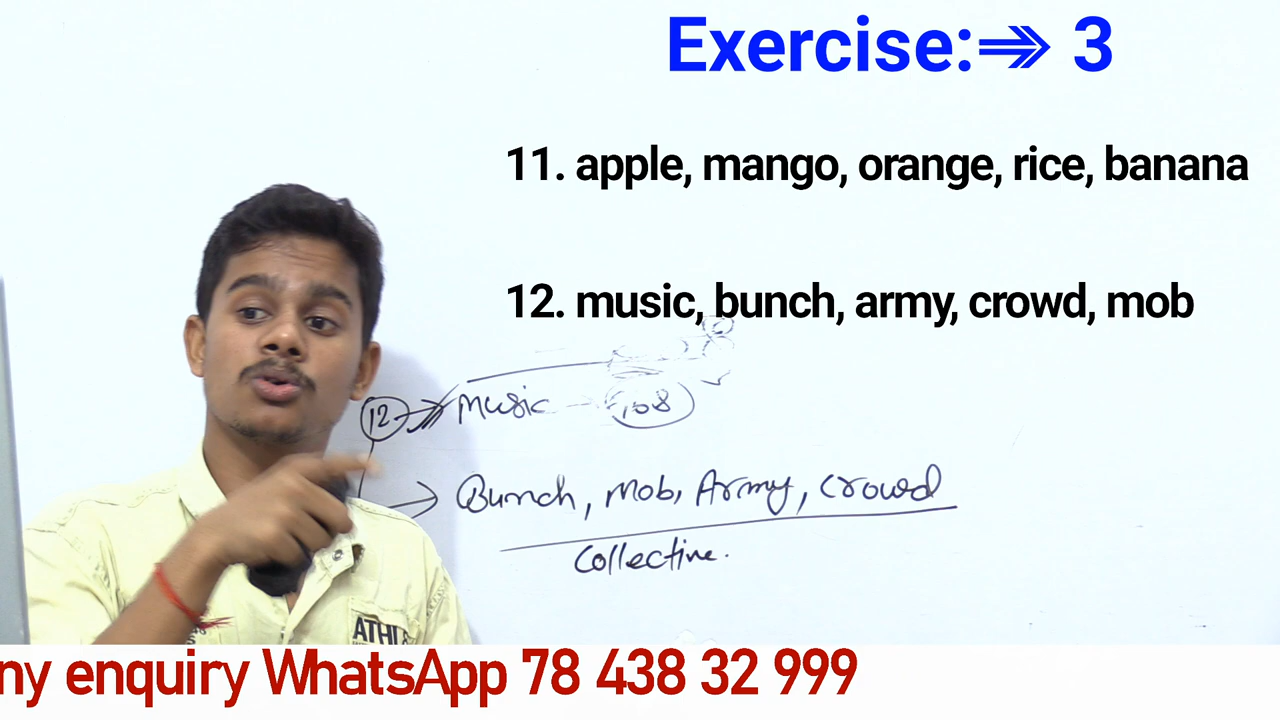 Exercise:⇛ 3
11. apple, mango, orange, rice, banana
12. music, bunch, army, crowd, mob
12 → music
Bunch, Mob, Army, Crowd
Collective.
ATHL
ny enquiry WhatsApp 78 438 32 999